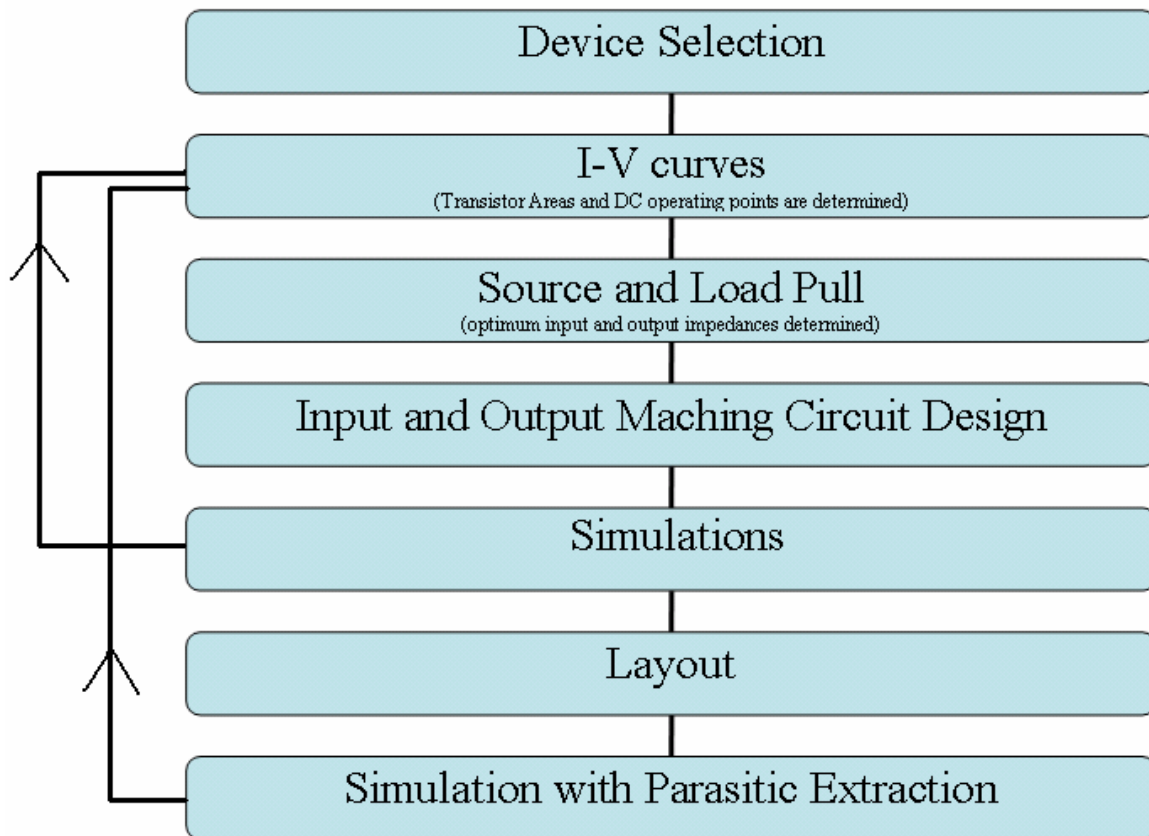 Device Selection
I-V curves
(Transistor Areas and DC operating points are determined)
Source and Load Pull
(optimum input and output impedances determined)
Input and Output Maching Circuit Design
Simulations
Layout
Simulation with Parasitic Extraction